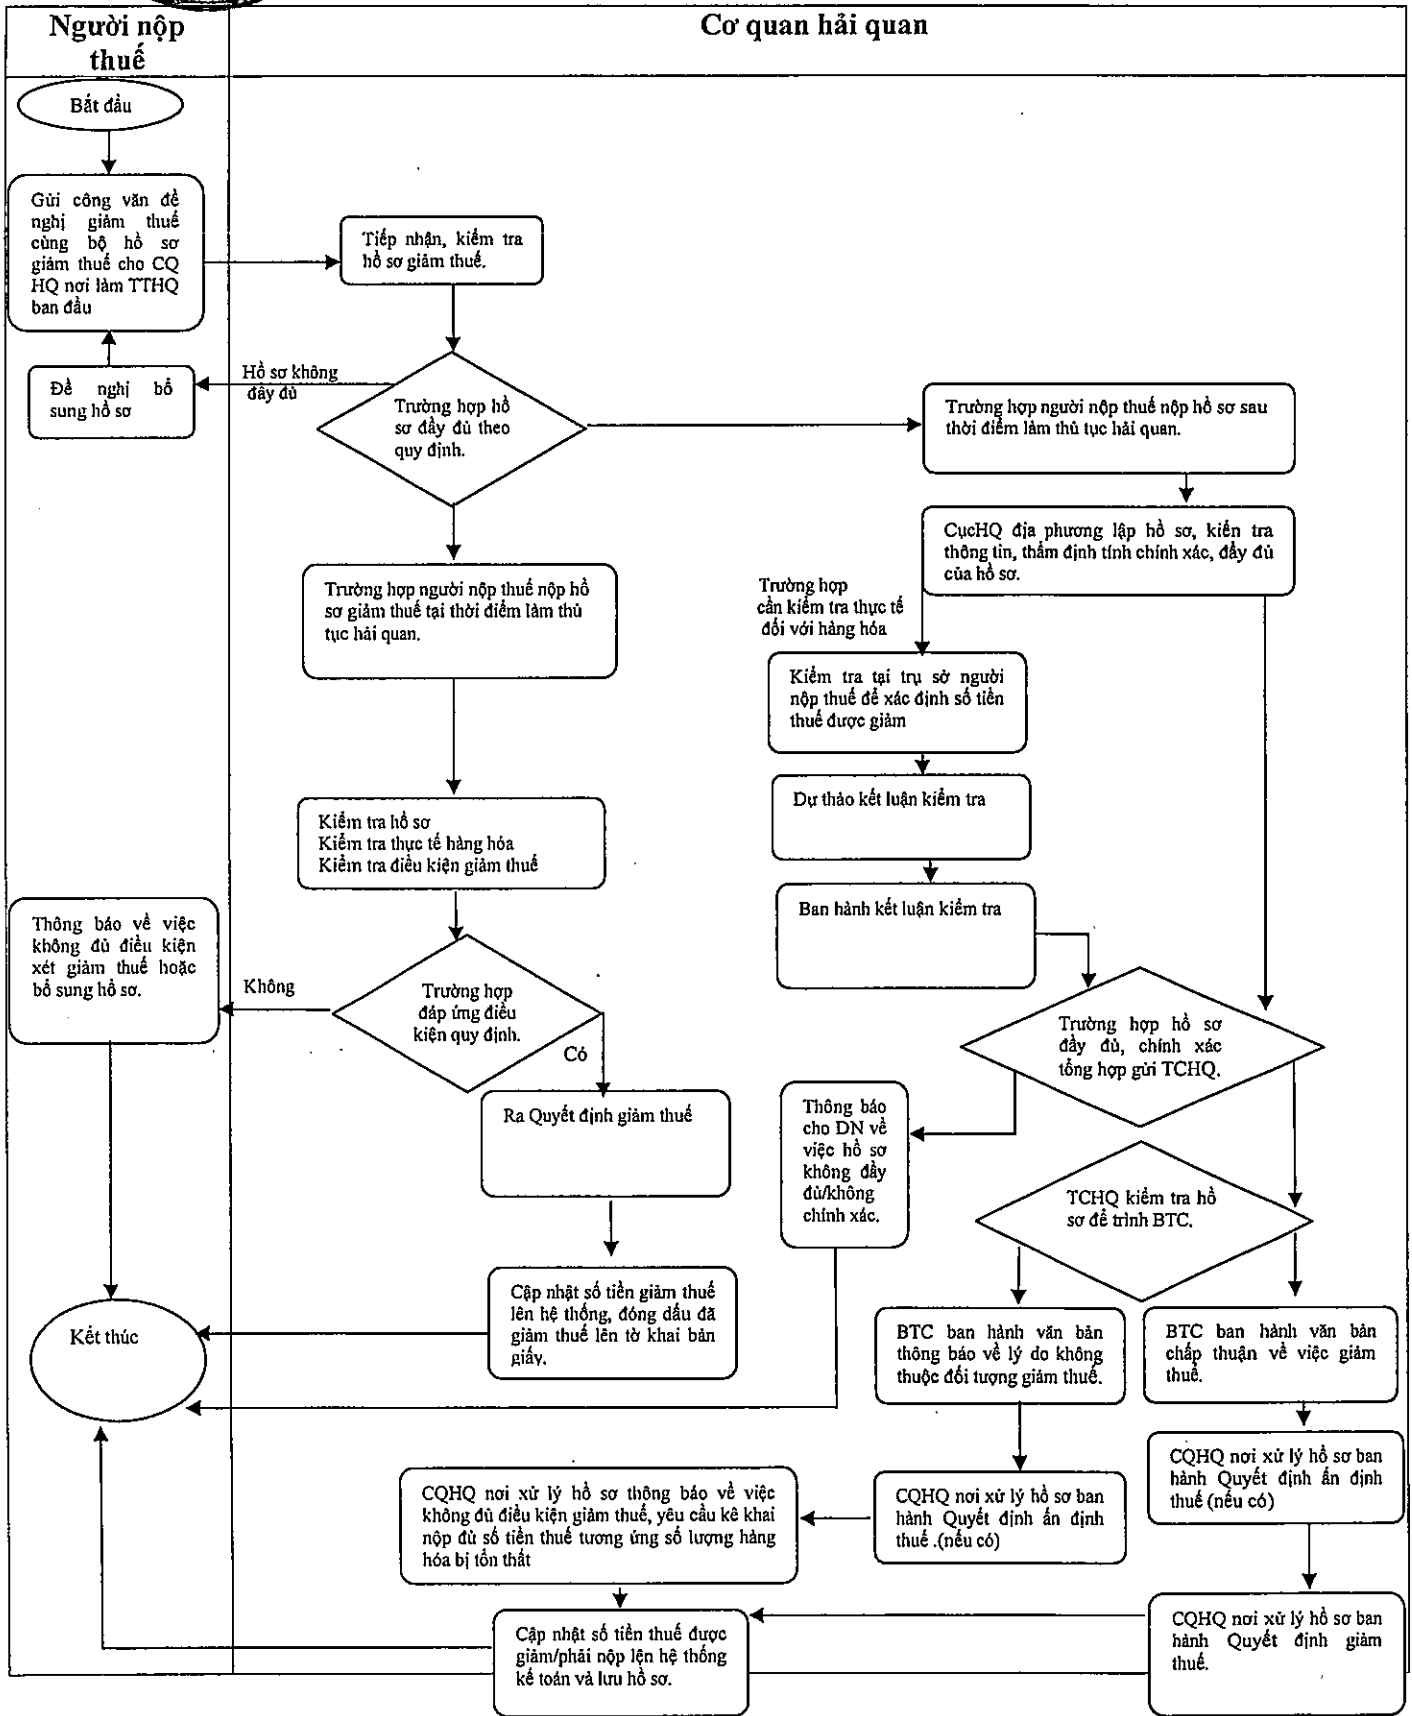 Người nộp
thuế
Cơ quan hải quan
Bắt đầu
Gửi công văn đề
nghị giảm thuế
cùng bộ hồ sơ
giảm thuế cho CQ
HQ nơi làm TTHQ
ban đầu
Tiếp nhận, kiểm tra
hồ sơ giảm thuế.
Hồ sơ không
đầy đủ
Đề nghị bổ
sung hồ sơ
Trường hợp hồ
sơ đầy đủ theo
quy định.
Trường hợp người nộp thuế nộp hồ sơ sau
thời điểm làm thủ tục hải quan.
CụcHQ địa phương lập hồ sơ, kiển tra
thông tin, thẩm định tính chính xác, đẩy đủ
của hồ sơ.
Trường hợp người nộp thuế nộp hồ
sơ giảm thuế tại thời điểm làm thủ
tục hải quan.
Trường hợp
cần kiểm tra thực tế
đối với hàng hóa
Kiểm tra tại trụ sở người
nộp thuế để xác định số tiền
thuế được giảm
Dự thảo kết luận kiểm tra
Kiểm tra hồ sơ
Kiểm tra thực tế hàng hóa
Kiểm tra điều kiện giảm thuế
Ban hành kết luận kiểm tra
Thông báo về việc
không đủ điều kiện
xét giảm thuế hoặc
bổ sung hồ sơ.
Không
Trường hợp
đáp ứng điều
kiện quy định.
Có
Trường hợp hồ sơ
đầy đủ, chính xác
tổng hợp gửi TCHQ.
Ra Quyết định giảm thuế
Thông báo
cho DN về
việc hồ sơ
không đầy
đủ/không
chính xác.
TCHQ kiểm tra hồ
sơ để trình BTC.
Cập nhật số tiền giảm thuế
lên hệ thống, đóng dấu đã
giảm thuế lên tờ khai bản
giấy.
Kết thúc
BTC ban hành văn bản
thông báo về lý do không
thuộc đối tượng giảm thuế.
BTC ban hành văn bản
chấp thuận về việc giảm
thuế.
CQHQ nơi xử lý hồ sơ thông báo về việc
không đủ điều kiện giảm thuế, yêu cầu kê khai
nộp đủ số tiền thuế tương ứng số lượng hàng
hóa bị tổn thất
CQHQ nơi xử lý hồ sơ ban
hành Quyết định ấn định
thuế .(nếu có)
CQHQ nơi xử lý hồ sơ ban
hành Quyết định ấn định
thuế (nếu có)
Cập nhật số tiền thuế được
giảm/phải nộp lện hệ thống
kế toán và lưu hồ sơ.
CQHQ nơi xử lý hồ sơ ban
hành Quyết định giảm
thuế.